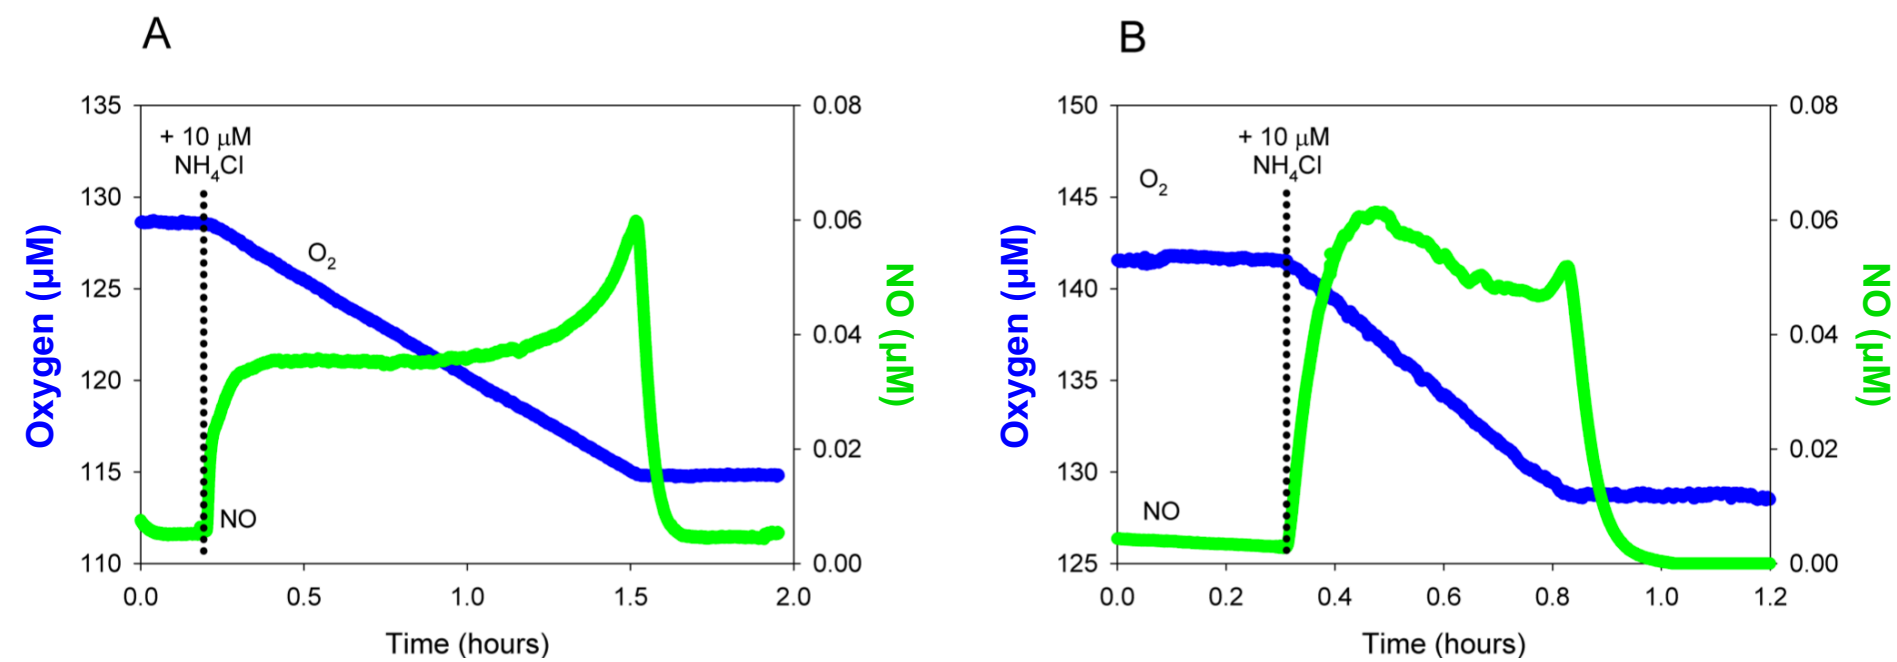 A
135
130
125
120
115
110
Oxygen (μM)
+ 10 μM
NH₄Cl
O₂
NO
0.08
0.06
0.04
0.02
0.00
NO (μM)
0.0 0.5 1.0 1.5 2.0
Time (hours)
B
150
145
140
135
130
125
Oxygen (μM)
+ 10 μM
NH₄Cl
O₂
NO
0.08
0.06
0.04
0.02
0.00
NO (μM)
0.0 0.2 0.4 0.6 0.8 1.0 1.2
Time (hours)